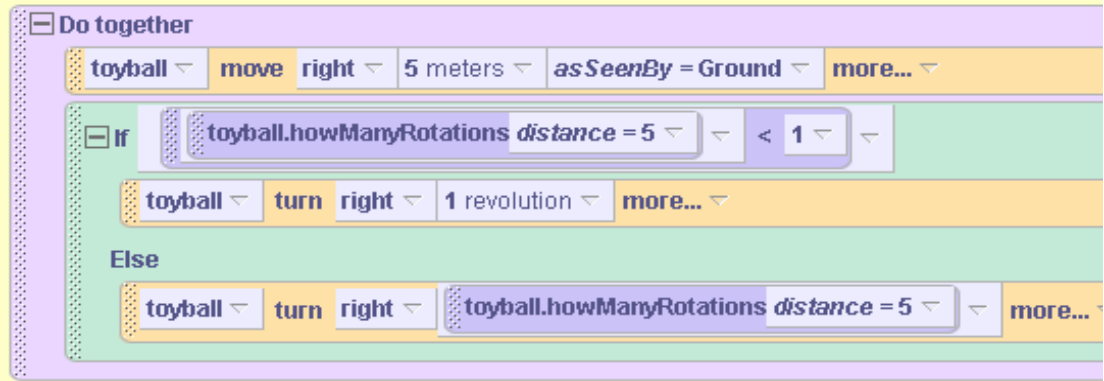 Do together
toyball move right 5 meters asSeenBy = Ground more...
If toyball.howManyRotations distance = 5 < 1
toyball turn right 1 revolution more...
Else
toyball turn right toyball.howManyRotations distance = 5 more...